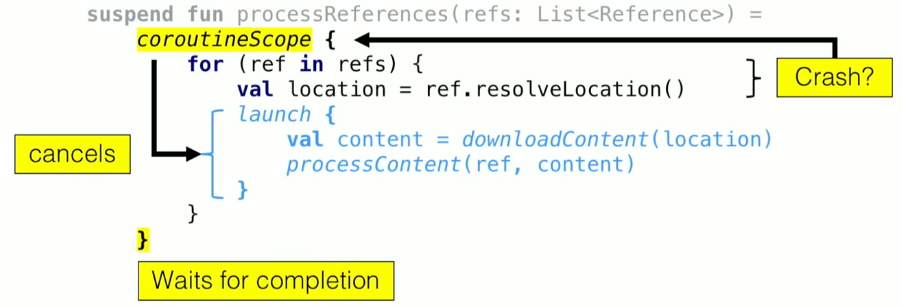 suspend fun processReferences(refs: List<Reference>) =
coroutineScope {
for (ref in refs) {
val location = ref.resolveLocation()
Crash?
launch {
val content = downloadContent(location)
cancels
processContent(ref, content)
}
}
}
Waits for completion